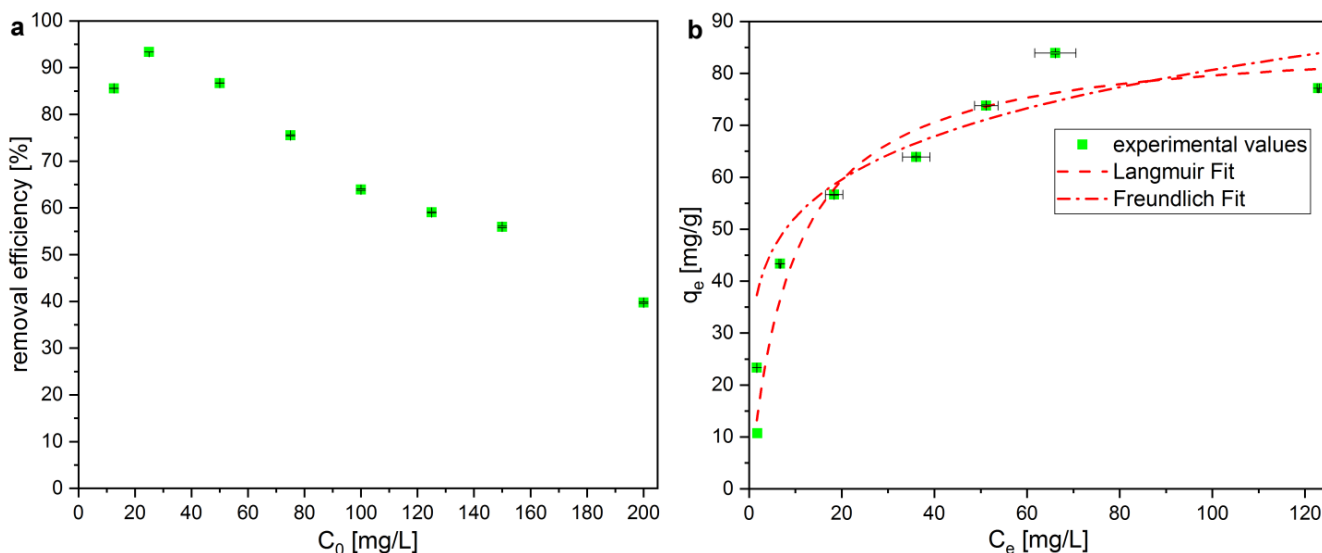 a
100
90
80
70
60
50
40
30
20
10
0
removal efficiency [%]
0 20 40 60 80 100 120 140 160 180 200
C₀ [mg/L]
b
90
80
70
60
50
40
30
20
10
0
qₑ [mg/g]
experimental values
Langmuir Fit
Freundlich Fit
0 20 40 60 80 100 120
Cₑ [mg/L]